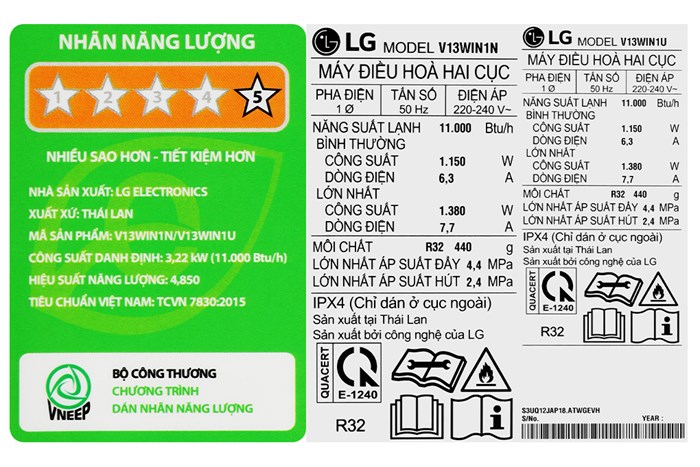 NHÃN NĂNG LƯỢNG
1 2 3 4 5
NHIỀU SAO HƠN - TIẾT KIỆM HƠN
NHÀ SẢN XUẤT: LG ELECTRONICS
XUẤT XỨ: THÁI LAN
MÃ SẢN PHẨM: V13WIN1N/V13WIN1U
CÔNG SUẤT DANH ĐỊNH: 3,22 kW (11.000 Btu/h)
HIỆU SUẤT NĂNG LƯỢNG: 4,850
TIÊU CHUẨN VIỆT NAM: TCVN 7830:2015
VNEEP
BỘ CÔNG THƯƠNG
CHƯƠNG TRÌNH
DÁN NHÃN NĂNG LƯỢNG
LG MODEL V13WIN1N
MÁY ĐIỀU HOÀ HAI CỤC
PHA ĐIỆN TẦN SỐ ĐIỆN ÁP
1 Ø 50 Hz 220-240 V~
NĂNG SUẤT LẠNH 11.000 Btu/h
BÌNH THƯỜNG
CÔNG SUẤT 1.150 W
DÒNG ĐIỆN 6,3 A
LỚN NHẤT
CÔNG SUẤT 1.380 W
DÒNG ĐIỆN 7,7 A
MÔI CHẤT R32 440 g
LỚN NHẤT ÁP SUẤT ĐẨY 4,4 MPa
LỚN NHẤT ÁP SUẤT HÚT 2,4 MPa
IPX4 (Chỉ dán ở cục ngoài)
Sản xuất tại Thái Lan
Sản xuất bởi công nghệ của LG
QUACERT
E-1240
R32
LG MODEL V13WIN1U
MÁY ĐIỀU HOÀ HAI CỤC
PHA ĐIỆN TẦN SỐ ĐIỆN ÁP
1 Ø 50 Hz 220-240 V~
NĂNG SUẤT LẠNH 11.000 Btu/h
BÌNH THƯỜNG
CÔNG SUẤT 1.150 W
DÒNG ĐIỆN 6,3 A
LỚN NHẤT
CÔNG SUẤT 1.380 W
DÒNG ĐIỆN 7,7 A
MÔI CHẤT R32 440 g
LỚN NHẤT ÁP SUẤT ĐẨY 4,4 MPa
LỚN NHẤT ÁP SUẤT HÚT 2,4 MPa
IPX4 (Chỉ dán ở cục ngoài)
Sản xuất tại Thái Lan
Sản xuất bởi công nghệ của LG
QUACERT
E-1240
R32
S3UQ12JAP18.ATWGEVH
S/No. YEAR :